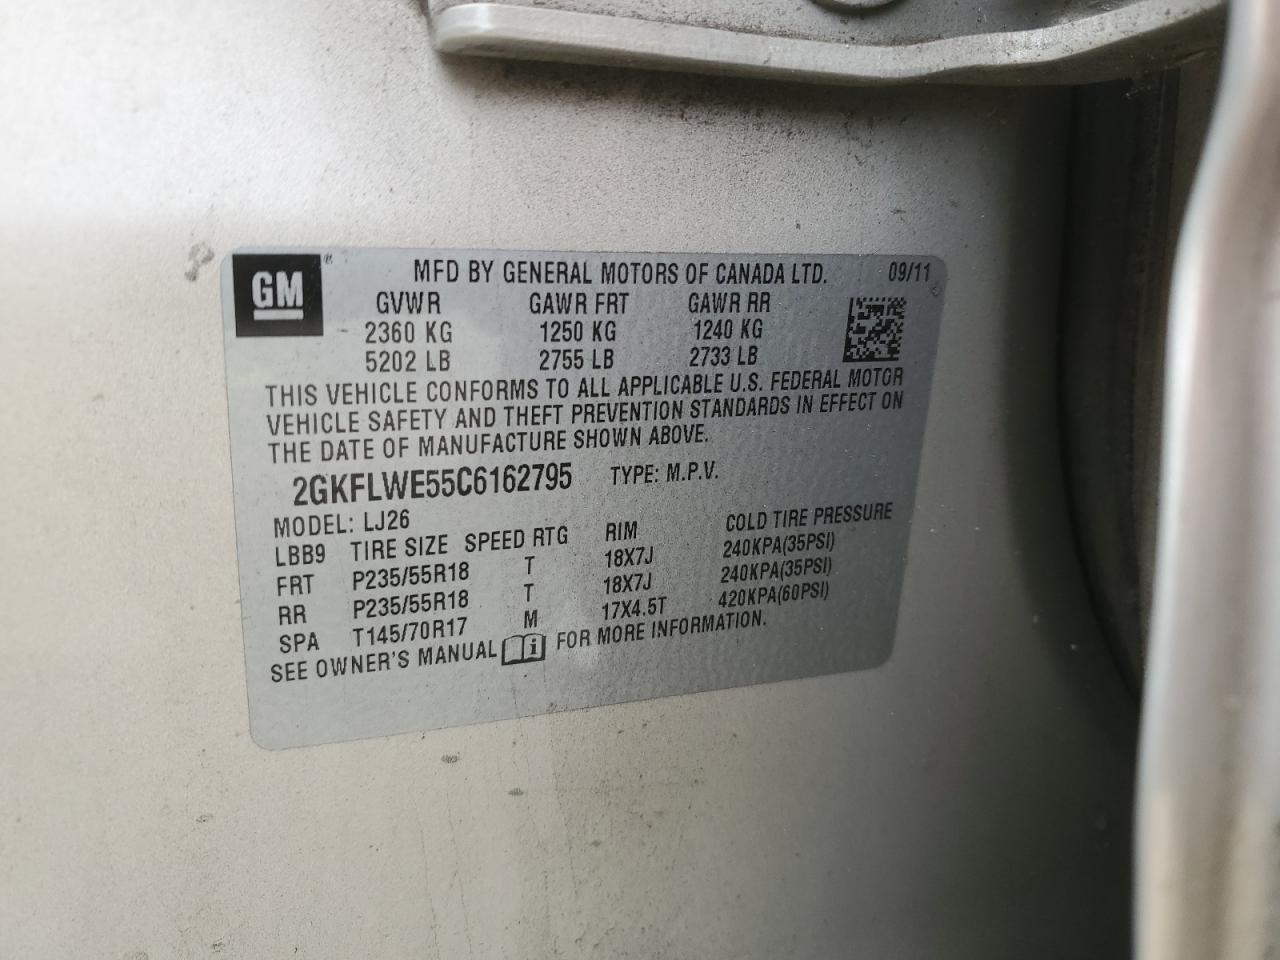 GM ® MFD BY GENERAL MOTORS OF CANADA LTD. 09/11
GVWR GAWR FRT GAWR RR
2360 KG 1250 KG 1240 KG
5202 LB 2755 LB 2733 LB
THIS VEHICLE CONFORMS TO ALL APPLICABLE U.S. FEDERAL MOTOR
VEHICLE SAFETY AND THEFT PREVENTION STANDARDS IN EFFECT ON
THE DATE OF MANUFACTURE SHOWN ABOVE.
2GKFLWE55C6162795 TYPE: M.P.V.
MODEL: LJ26
LBB9 TIRE SIZE SPEED RTG RIM COLD TIRE PRESSURE
FRT P235/55R18 T 18X7J 240KPA(35PSI)
RR P235/55R18 T 18X7J 240KPA(35PSI)
SPA T145/70R17 M 17X4.5T 420KPA(60PSI)
SEE OWNER'S MANUAL i FOR MORE INFORMATION.